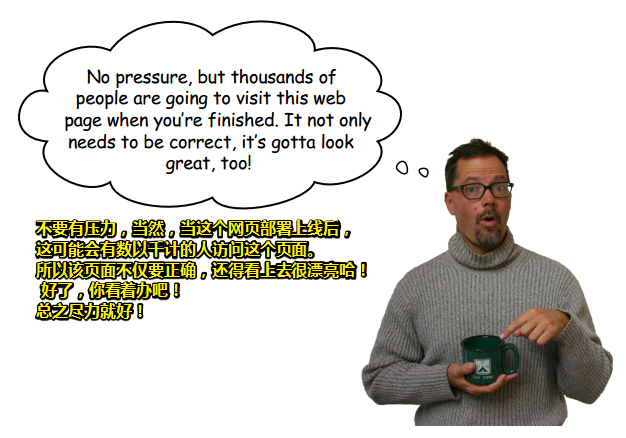 No pressure, but thousands of
people are going to visit this web
page when you're finished. It not only
needs to be correct, it's gotta look
great, too!
不要有压力，当然，当这个网页部署上线后，
这可能会有数以千计的人访问这个页面。
所以该页面不仅要正确，还得看上去很漂亮哈！
好了，你看着办吧！
总之尽力就好！